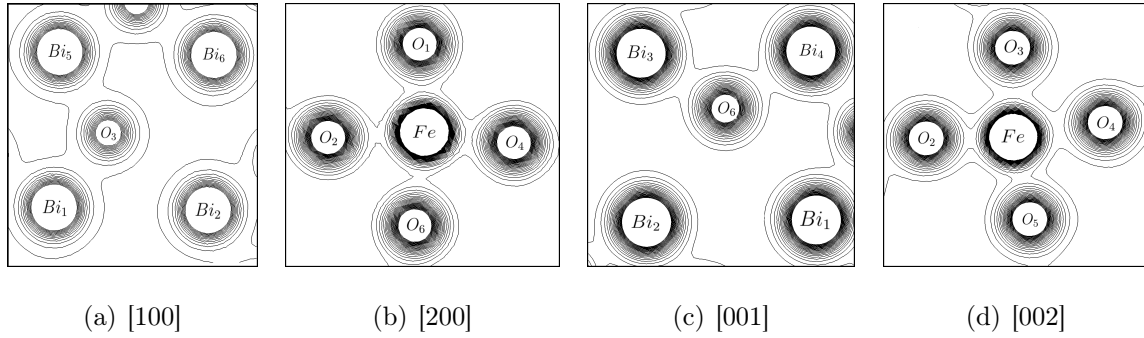 Bi₅ Bi₆
O₃
Bi₁ Bi₂
O₁
O₂ Fe O₄
O₆
Bi₃ Bi₄
O₆
Bi₂ Bi₁
O₃
O₂ Fe O₄
O₅
(a) [100] (b) [200] (c) [001] (d) [002]